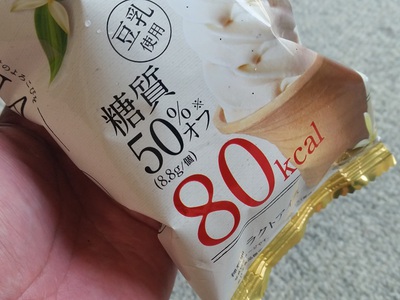 豆乳
使用
糖質
50%オフ※
(8.8g/個)
80kcal